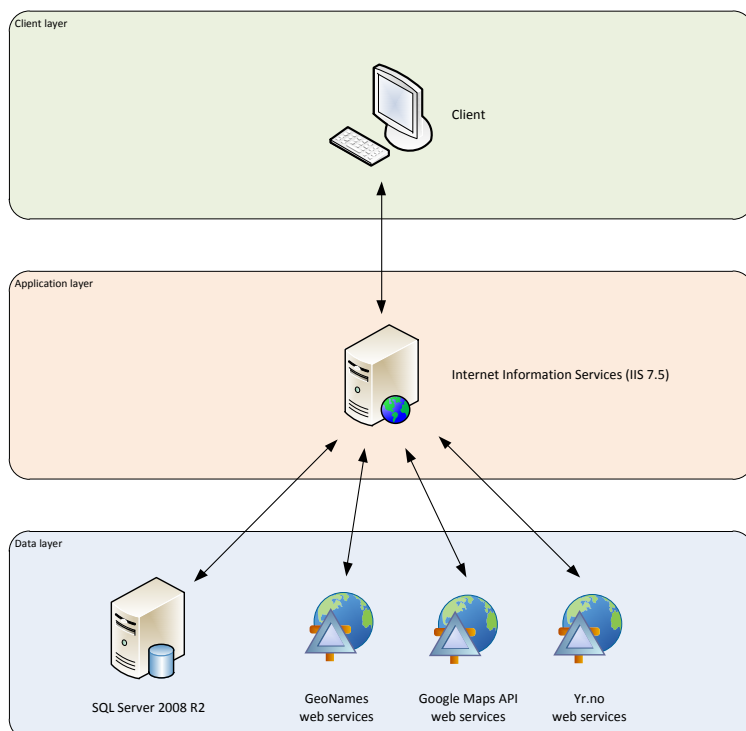 Client layer
Client
Application layer
Internet Information Services (IIS 7.5)
Data layer
SQL Server 2008 R2
GeoNames
web services
Google Maps API
web services
Yr.no
web services